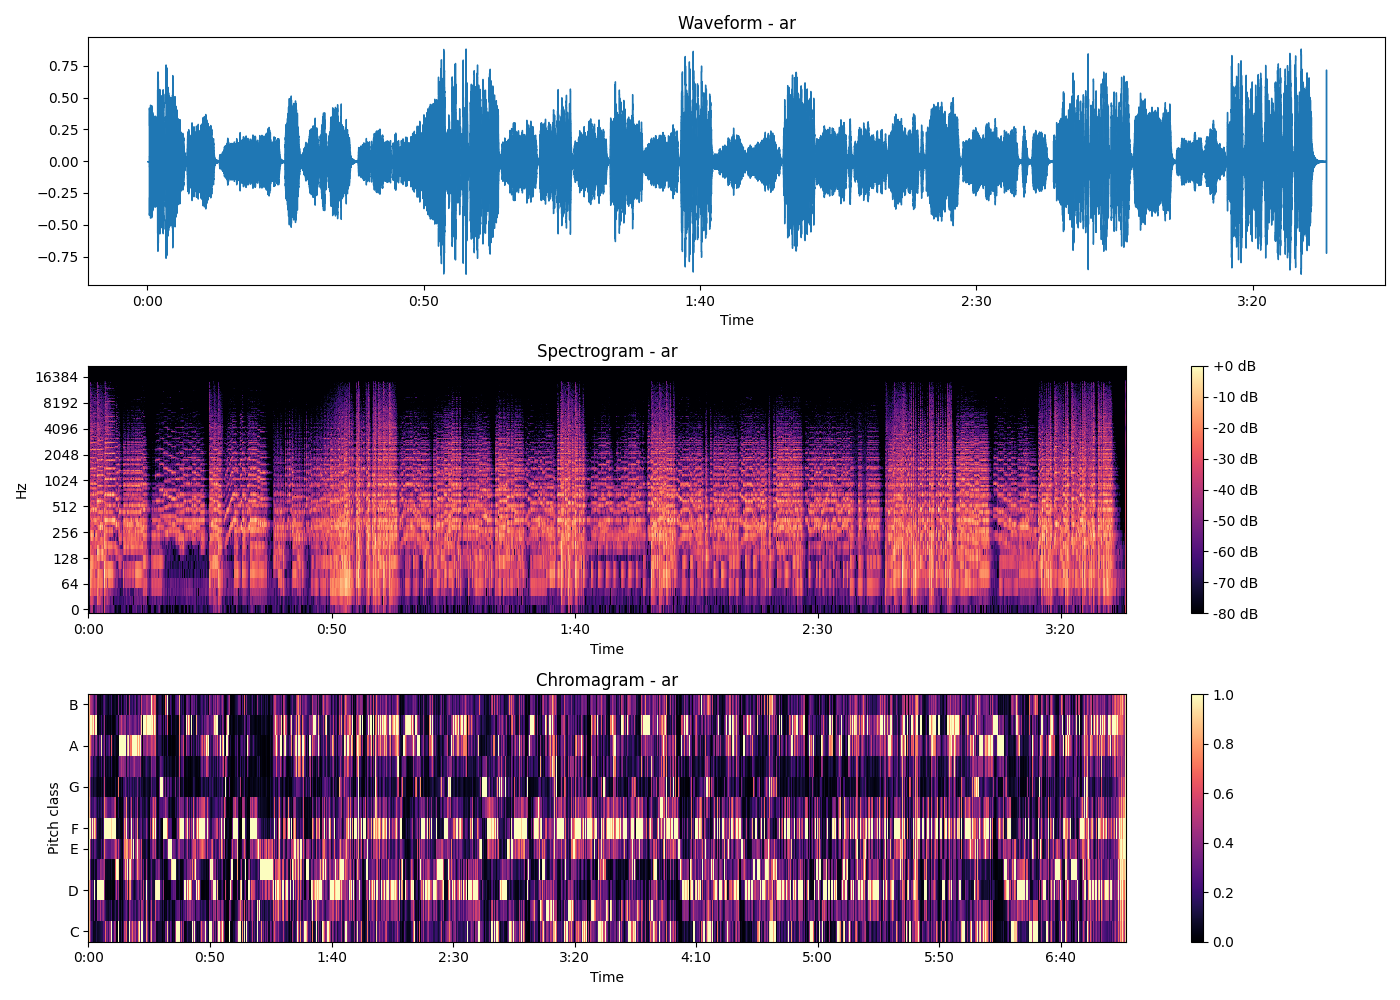 Waveform - ar
0.75
0.50
0.25
0.00
−0.25
−0.50
−0.75
0:00 0:50 1:40 2:30 3:20
Time
Spectrogram - ar
16384
8192
4096
2048
1024
512
256
128
64
0
Hz
0:00 0:50 1:40 2:30 3:20
Time
+0 dB
-10 dB
-20 dB
-30 dB
-40 dB
-50 dB
-60 dB
-70 dB
-80 dB
Chromagram - ar
B
A
G
F
E
D
C
Pitch class
0:00 0:50 1:40 2:30 3:20 4:10 5:00 5:50 6:40
Time
1.0
0.8
0.6
0.4
0.2
0.0